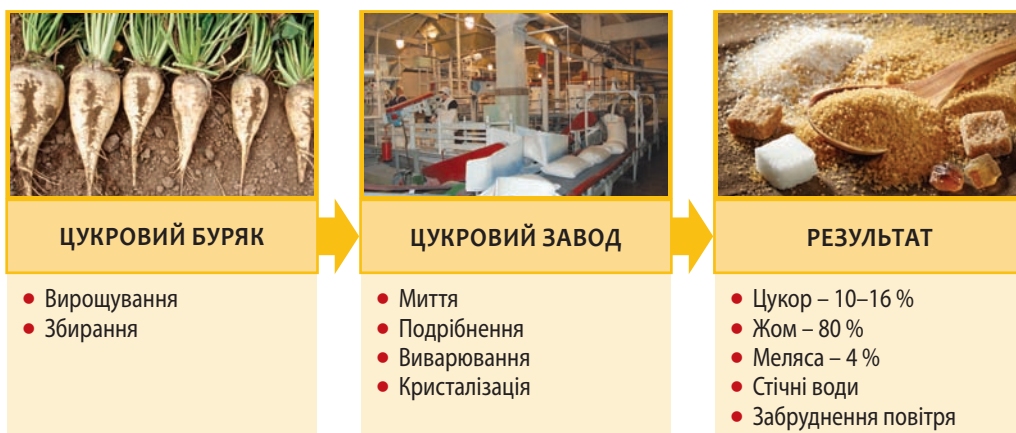 ЦУКРОВИЙ БУРЯК
• Вирощування
• Збирання
ЦУКРОВИЙ ЗАВОД
• Миття
• Подрібнення
• Виварювання
• Кристалізація
РЕЗУЛЬТАТ
• Цукор – 10–16 %
• Жом – 80 %
• Меляса – 4 %
• Стічні води
• Забруднення повітря